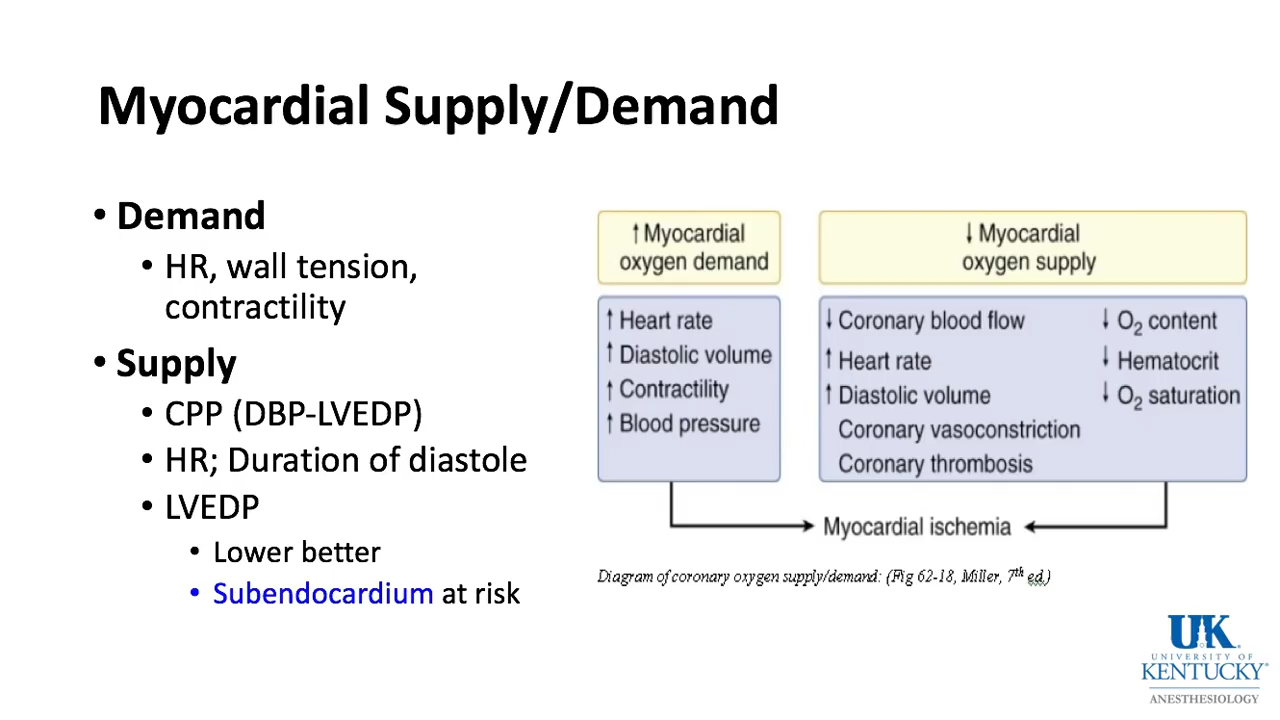 Myocardial Supply/Demand
• Demand
• HR, wall tension,
contractility
• Supply
• CPP (DBP-LVEDP)
• HR; Duration of diastole
• LVEDP
• Lower better
• Subendocardium at risk
↑ Myocardial
oxygen demand
↑ Heart rate
↑ Diastolic volume
↑ Contractility
↑ Blood pressure
↓ Myocardial
oxygen supply
↓ Coronary blood flow
↑ Heart rate
↑ Diastolic volume
Coronary vasoconstriction
Coronary thrombosis
↓ O₂ content
↓ Hematocrit
↓ O₂ saturation
Myocardial ischemia
Diagram of coronary oxygen supply/demand: (Fig 62-18, Miller, 7th ed.)
UK
UNIVERSITY OF
KENTUCKY
ANESTHESIOLOGY